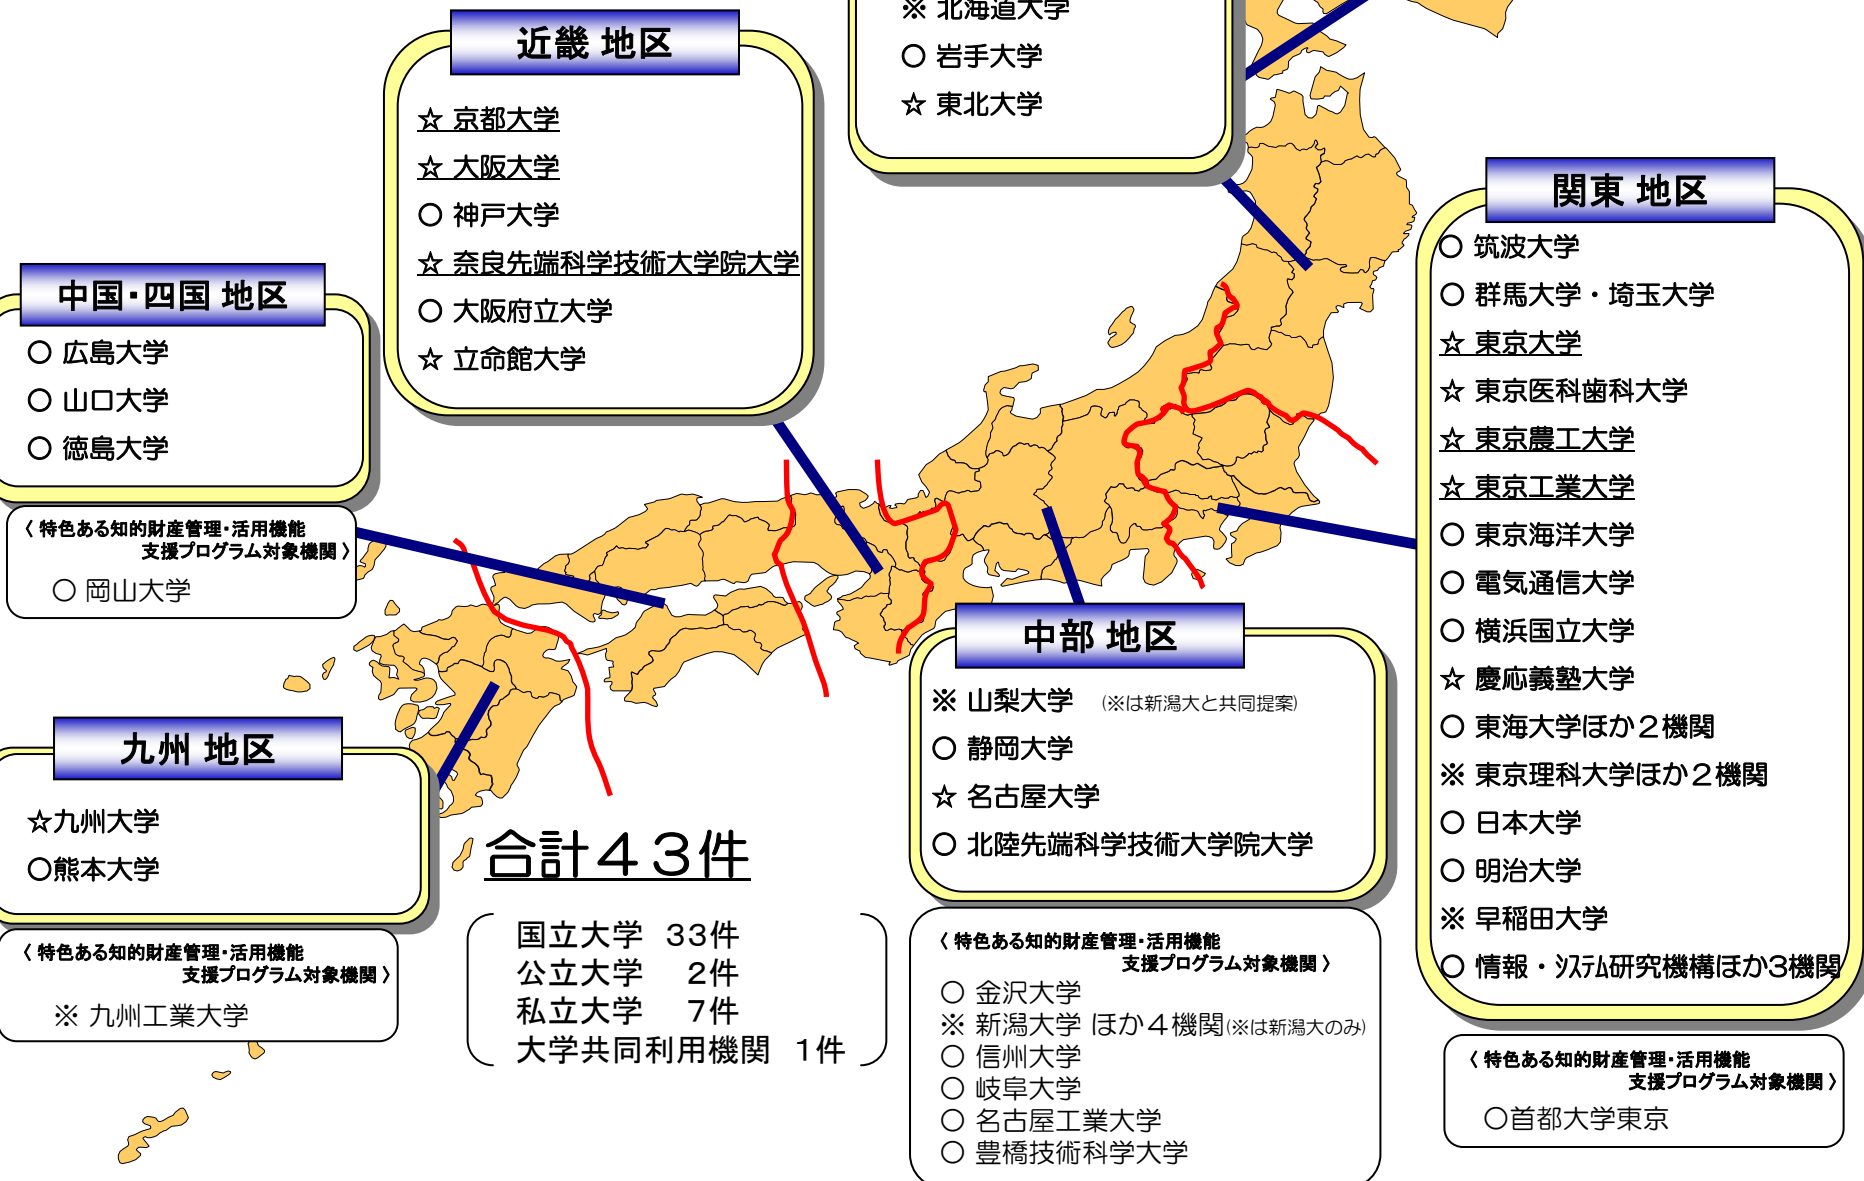 ※ 北海道大学
○ 岩手大学
☆ 東北大学
近畿 地区
☆ 京都大学
☆ 大阪大学
○ 神戸大学
☆ 奈良先端科学技術大学院大学
○ 大阪府立大学
☆ 立命館大学
関東 地区
○ 筑波大学
○ 群馬大学・埼玉大学
☆ 東京大学
☆ 東京医科歯科大学
☆ 東京農工大学
☆ 東京工業大学
○ 東京海洋大学
○ 電気通信大学
○ 横浜国立大学
☆ 慶応義塾大学
○ 東海大学ほか２機関
※ 東京理科大学ほか２機関
○ 日本大学
○ 明治大学
※ 早稲田大学
○ 情報・ｼｽﾃﾑ研究機構ほか3機関
〈 特色ある知的財産管理・活用機能
支援プログラム対象機関 〉
○首都大学東京
中国・四国 地区
○ 広島大学
○ 山口大学
○ 徳島大学
〈 特色ある知的財産管理・活用機能
支援プログラム対象機関 〉
○ 岡山大学
中部 地区
※ 山梨大学 (※は新潟大と共同提案)
○ 静岡大学
☆ 名古屋大学
○ 北陸先端科学技術大学院大学
〈 特色ある知的財産管理・活用機能
支援プログラム対象機関 〉
○ 金沢大学
※ 新潟大学 ほか４機関(※は新潟大のみ)
○ 信州大学
○ 岐阜大学
○ 名古屋工業大学
○ 豊橋技術科学大学
九州 地区
☆九州大学
○熊本大学
〈 特色ある知的財産管理・活用機能
支援プログラム対象機関 〉
※ 九州工業大学
合計４３件
国立大学 33件
公立大学 2件
私立大学 7件
大学共同利用機関 1件